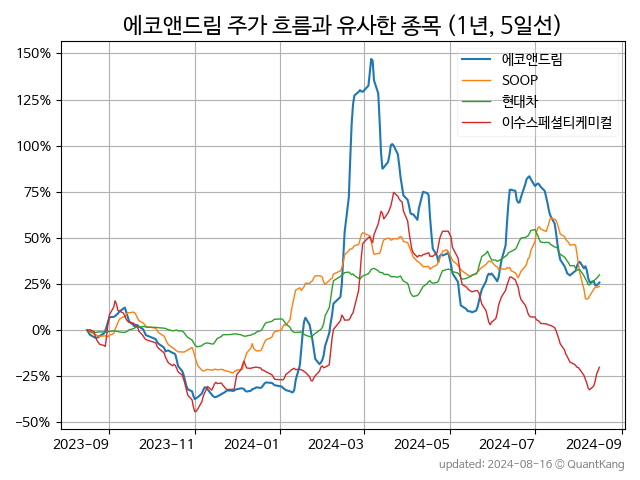 에코앤드림 주가 흐름과 유사한 종목 (1년, 5일선)
150%
125%
100%
75%
50%
25%
0%
−25%
−50%
에코앤드림
SOOP
현대차
이수스페셜티케미컬
2023-09 2023-11 2024-01 2024-03 2024-05 2024-07 2024-09
updated: 2024-08-16 © QuantKang